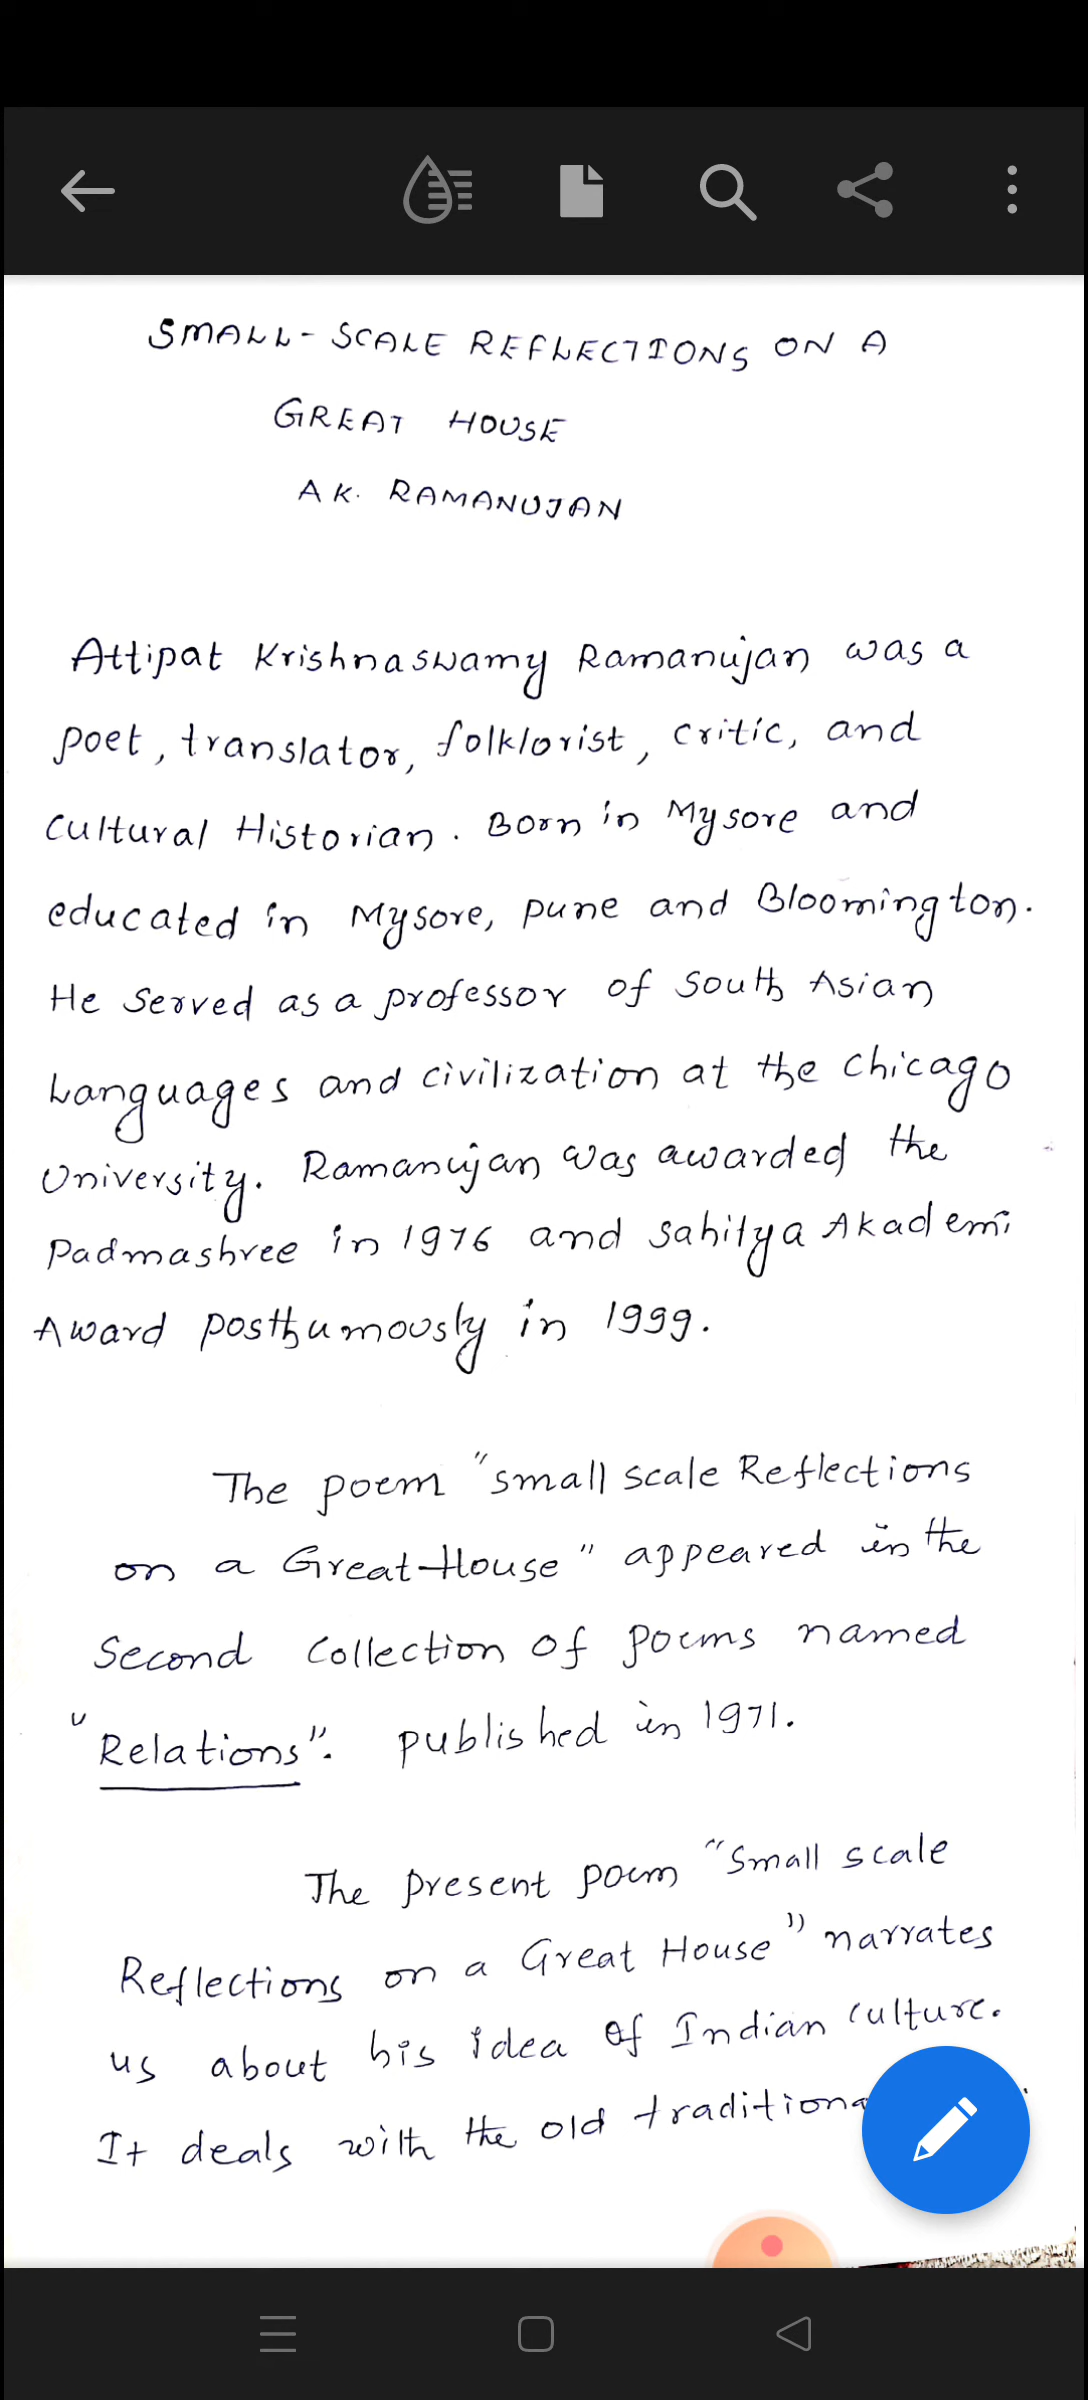 SMALL-SCALE REFLECTIONS ON A
GREAT HOUSE
A K. RAMANUJAN
Attipat Krishnaswamy Ramanujan was a
poet, translator, folklorist, critic, and
Cultural Historian. Born in Mysore and
educated in Mysore, pune and Bloomington.
He Served as a professor of South Asian
Languages and civilization at the Chicago
University. Ramanujan was awarded the
Padmashree in 1976 and Sahitya Akademi
Award posthumously in 1999.
The poem "small scale Reflections
on a Great-House" appeared in the
Second Collection of poems named
"Relations". published in 1971.
The present poem "Small scale
Reflections on a Great House" narrates
us about his idea of Indian culture.
It deals with the old